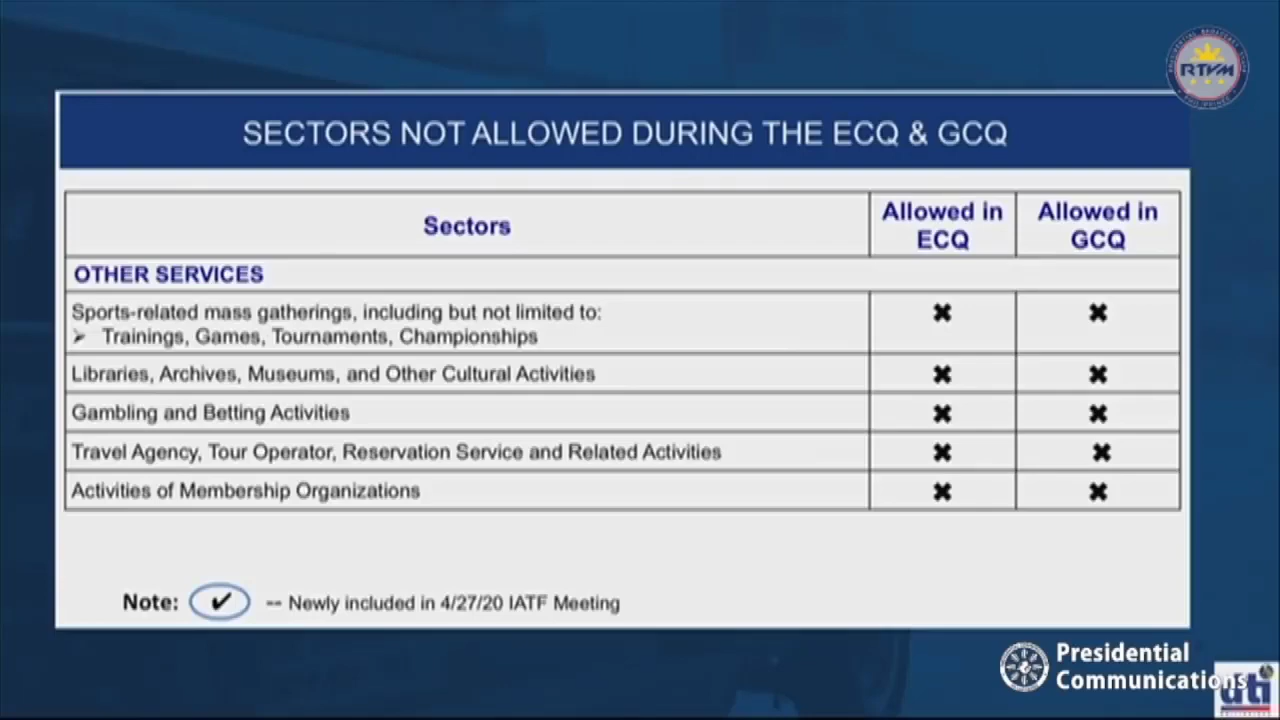 RTVM
SECTORS NOT ALLOWED DURING THE ECQ & GCQ
Sectors
Allowed in
ECQ
Allowed in
GCQ
OTHER SERVICES
Sports-related mass gatherings, including but not limited to:
➢ Trainings, Games, Tournaments, Championships
✖ ✖
Libraries, Archives, Museums, and Other Cultural Activities ✖ ✖
Gambling and Betting Activities ✖ ✖
Travel Agency, Tour Operator, Reservation Service and Related Activities ✖ ✖
Activities of Membership Organizations ✖ ✖
Note: ✔ -- Newly included in 4/27/20 IATF Meeting
Presidential
Communications
dti